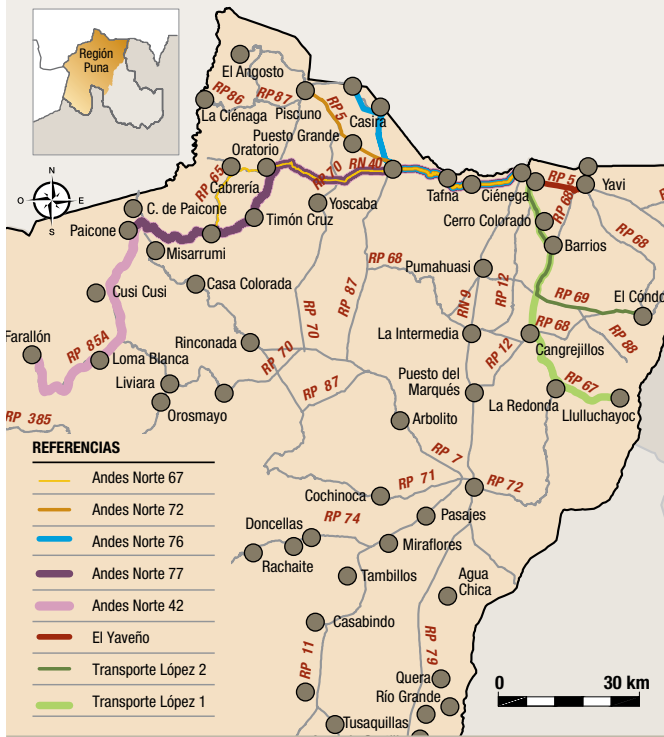 Región
Puna
El Angosto
RP86
RP87
La Ciénaga
Piscuno
RP 5
Casira
Puesto Grande
Oratorio
RN 40
RP 70
RP 65
Cabrería
RP 5
Yavi
Tafna
Ciénega
RP 68
N
O
E
S
C. de Paicone
Yoscaba
Timón Cruz
Cerro Colorado
RP 68
Paicone
Misarrumi
Barrios
RP 68
Pumahuasi
Casa Colorada
Cusi Cusi
RP 87
RN 9
RP 12
RP 69
El Cóndo
Farallón
RP 85A
RP 70
La Intermedia
RP 68
RP 88
Rinconada
Cangrejillos
Loma Blanca
RP 70
RP 12
Liviara
RP 87
Puesto del
Marqués
RP 67
Orosmayo
La Redonda
Llulluchayoc
RP 385
Arbolito
REFERENCIAS
Andes Norte 67
Andes Norte 72
Andes Norte 76
Andes Norte 77
Andes Norte 42
El Yaveño
Transporte López 2
Transporte López 1
RP 7
RP 71
RP 72
Cochinoca
RP 74
Pasajes
Doncellas
Miraflores
Rachaite
Tambillos
Agua
Chica
Casabindo
RP 11
RP 79
Quera
Río Grande
Tusaquillas
0
30 km